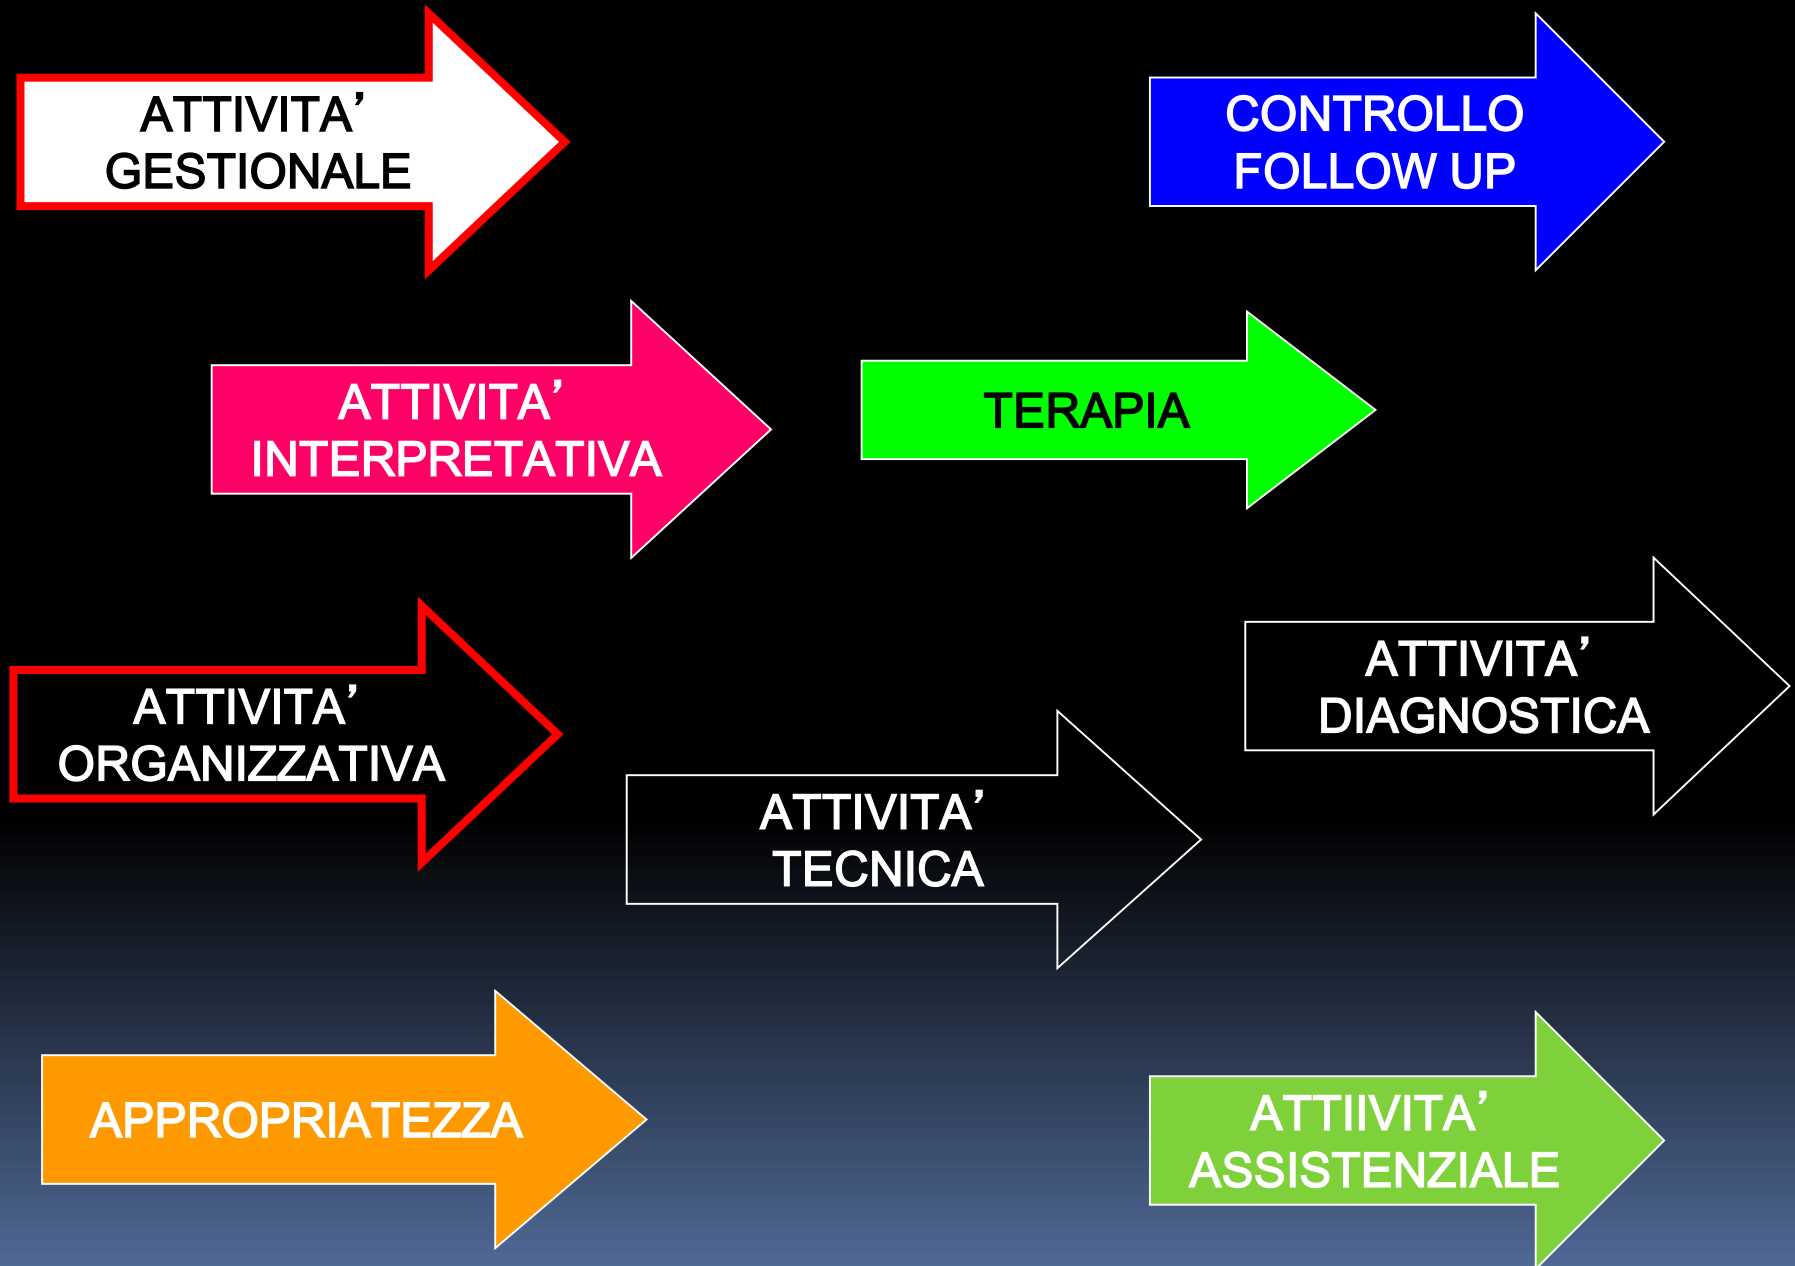 ATTIVITA’
GESTIONALE
CONTROLLO
FOLLOW UP
ATTIVITA’
INTERPRETATIVA
TERAPIA
ATTIVITA’
ORGANIZZATIVA
ATTIVITA’
DIAGNOSTICA
ATTIVITA’
TECNICA
APPROPRIATEZZA
ATTIIVITA’
ASSISTENZIALE